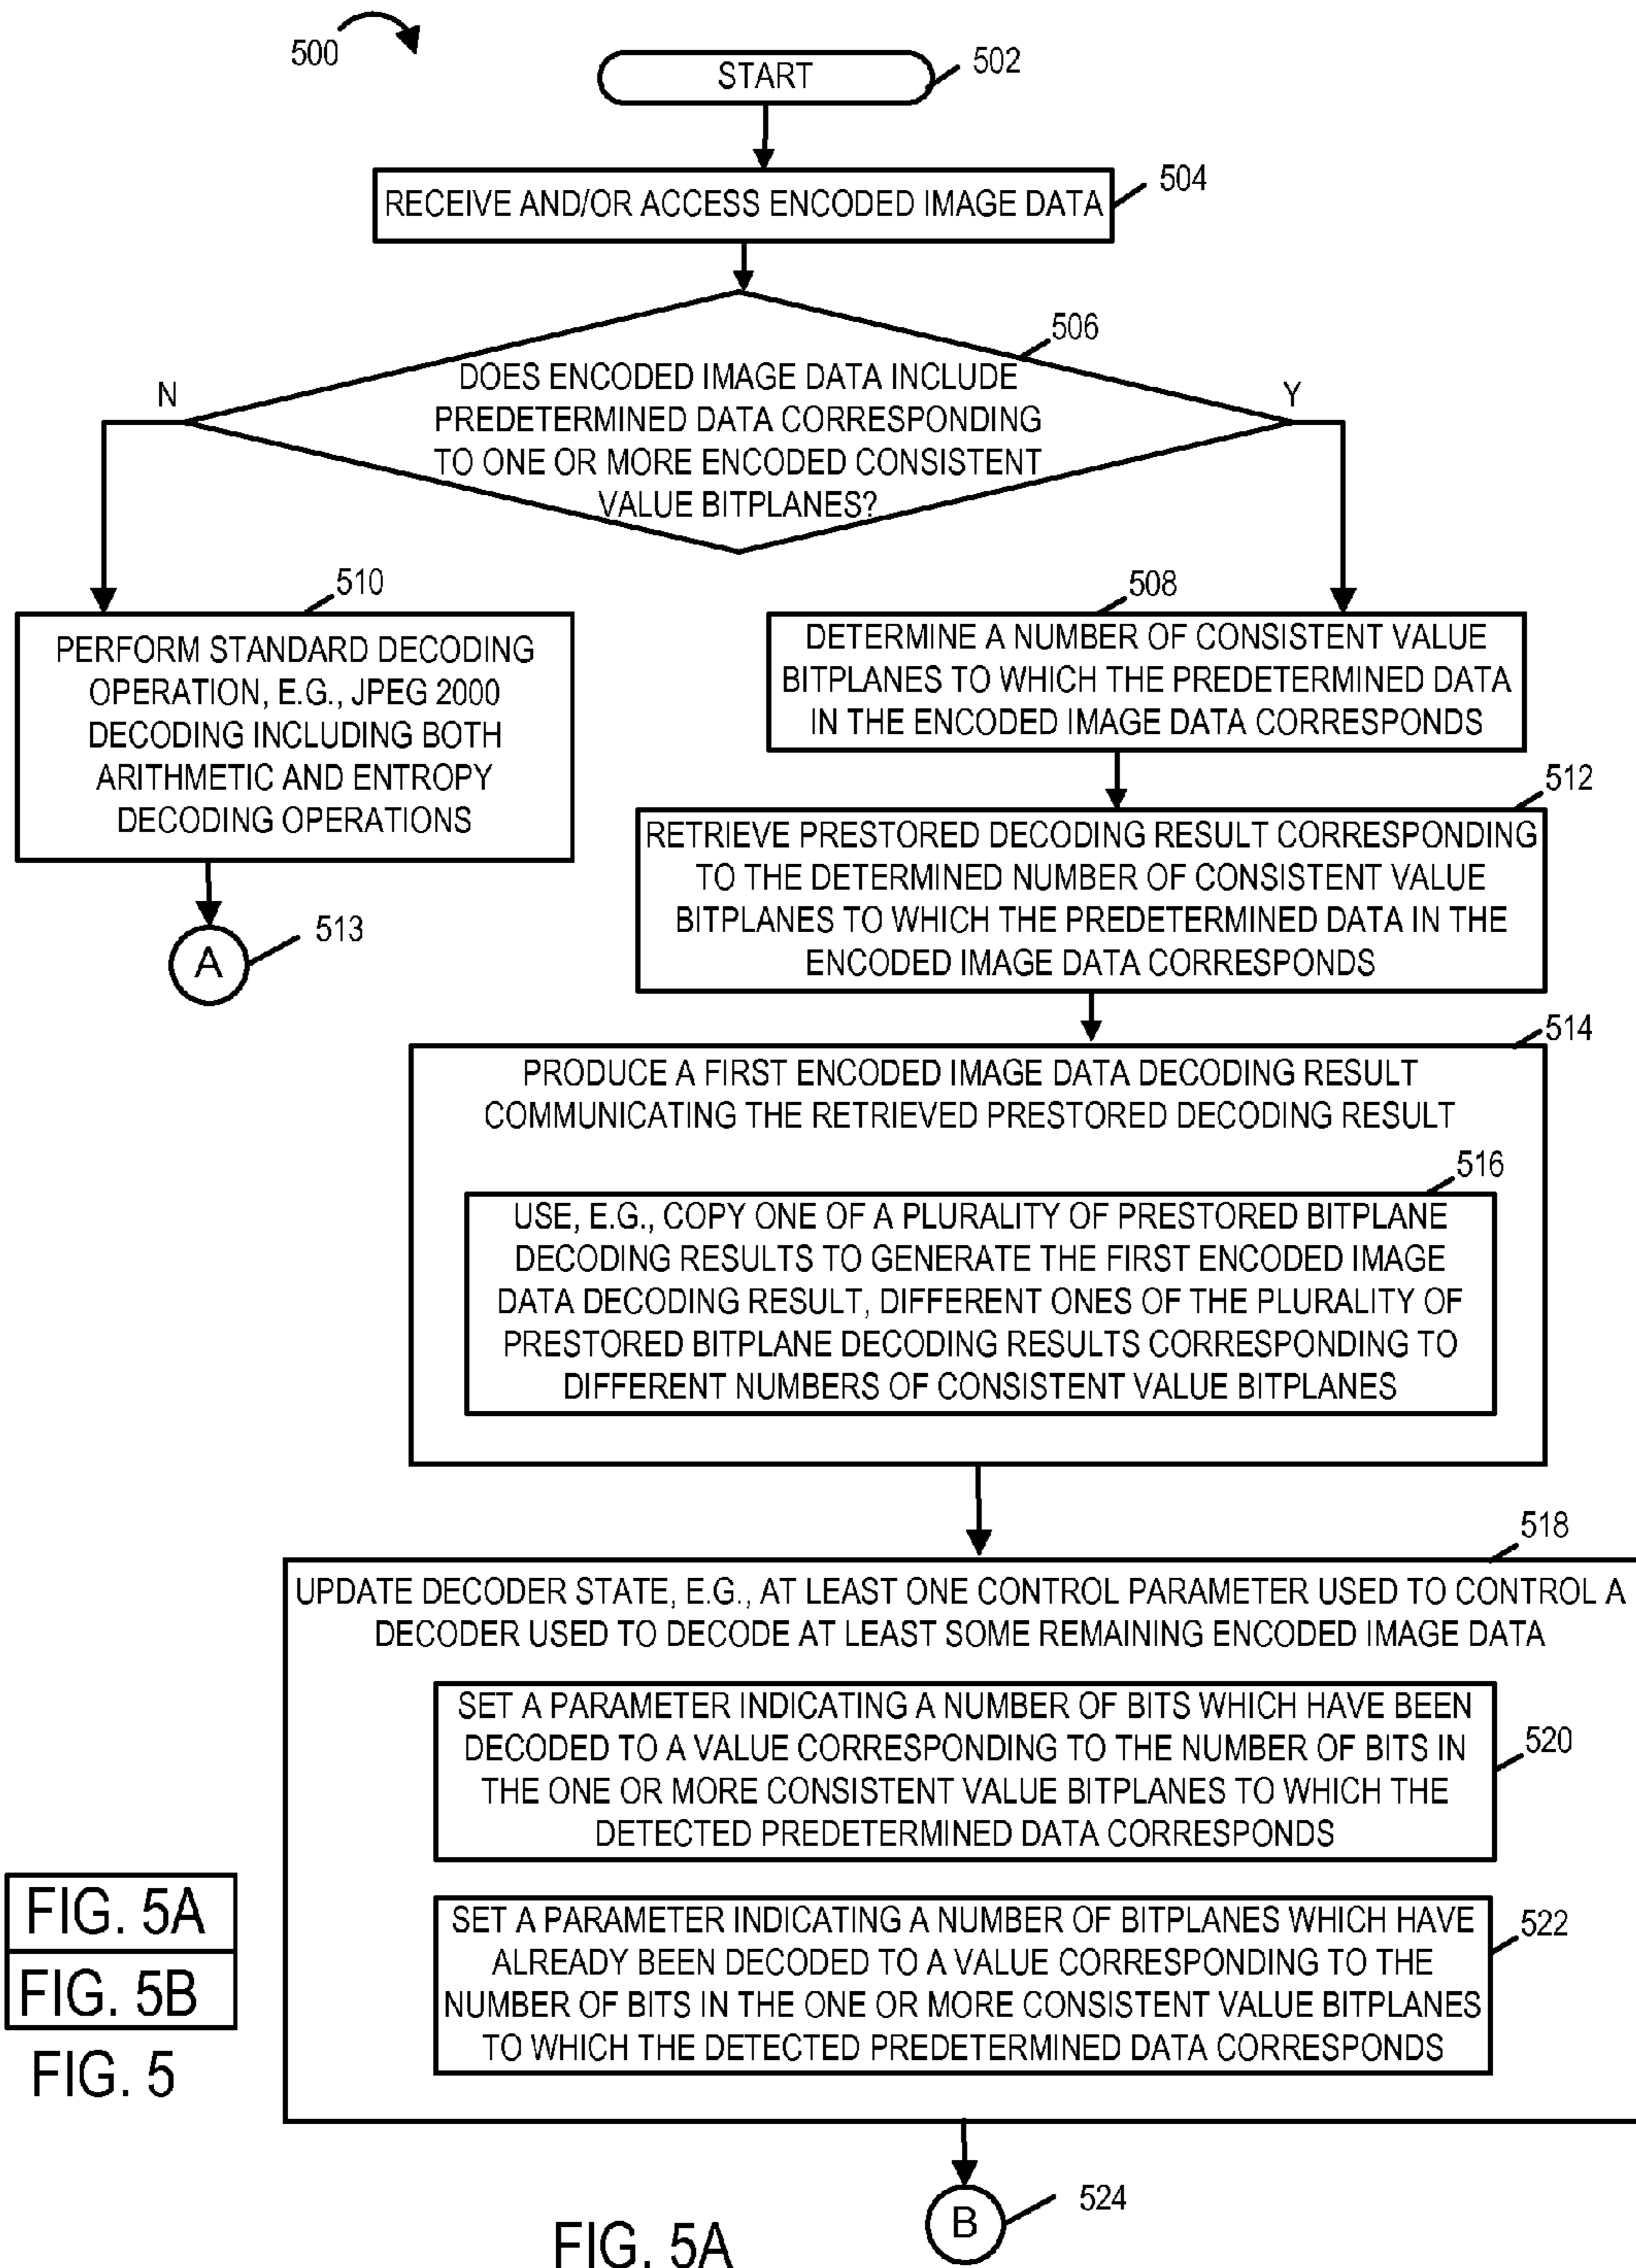 500
START
502
RECEIVE AND/OR ACCESS ENCODED IMAGE DATA
504
506
DOES ENCODED IMAGE DATA INCLUDE
PREDETERMINED DATA CORRESPONDING
TO ONE OR MORE ENCODED CONSISTENT
VALUE BITPLANES?
N
Y
510
PERFORM STANDARD DECODING
OPERATION, E.G., JPEG 2000
DECODING INCLUDING BOTH
ARITHMETIC AND ENTROPY
DECODING OPERATIONS
A
513
508
DETERMINE A NUMBER OF CONSISTENT VALUE
BITPLANES TO WHICH THE PREDETERMINED DATA
IN THE ENCODED IMAGE DATA CORRESPONDS
512
RETRIEVE PRESTORED DECODING RESULT CORRESPONDING
TO THE DETERMINED NUMBER OF CONSISTENT VALUE
BITPLANES TO WHICH THE PREDETERMINED DATA IN THE
ENCODED IMAGE DATA CORRESPONDS
514
PRODUCE A FIRST ENCODED IMAGE DATA DECODING RESULT
COMMUNICATING THE RETRIEVED PRESTORED DECODING RESULT
516
USE, E.G., COPY ONE OF A PLURALITY OF PRESTORED BITPLANE
DECODING RESULTS TO GENERATE THE FIRST ENCODED IMAGE
DATA DECODING RESULT, DIFFERENT ONES OF THE PLURALITY OF
PRESTORED BITPLANE DECODING RESULTS CORRESPONDING TO
DIFFERENT NUMBERS OF CONSISTENT VALUE BITPLANES
518
UPDATE DECODER STATE, E.G., AT LEAST ONE CONTROL PARAMETER USED TO CONTROL A
DECODER USED TO DECODE AT LEAST SOME REMAINING ENCODED IMAGE DATA
SET A PARAMETER INDICATING A NUMBER OF BITS WHICH HAVE BEEN
DECODED TO A VALUE CORRESPONDING TO THE NUMBER OF BITS IN
THE ONE OR MORE CONSISTENT VALUE BITPLANES TO WHICH THE
DETECTED PREDETERMINED DATA CORRESPONDS
520
SET A PARAMETER INDICATING A NUMBER OF BITPLANES WHICH HAVE
ALREADY BEEN DECODED TO A VALUE CORRESPONDING TO THE
NUMBER OF BITS IN THE ONE OR MORE CONSISTENT VALUE BITPLANES
TO WHICH THE DETECTED PREDETERMINED DATA CORRESPONDS
522
FIG. 5A
FIG. 5B
FIG. 5
B
524
FIG. 5A